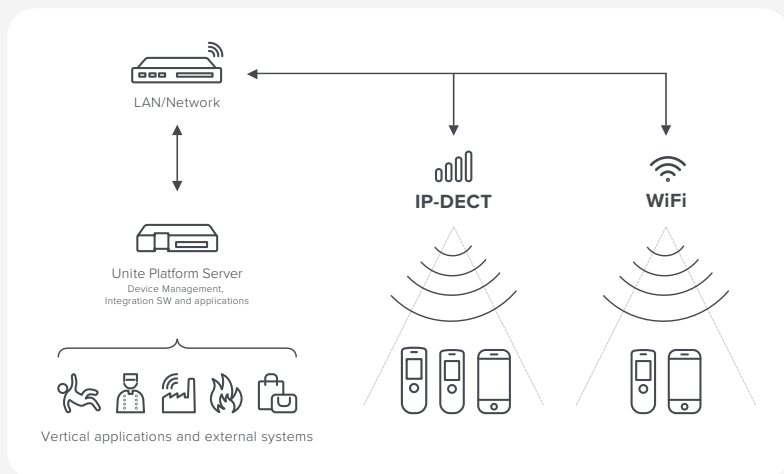 LAN/Network
IP-DECT
WiFi
Unite Platform Server
Device Management,
Integration SW and applications
Vertical applications and external systems